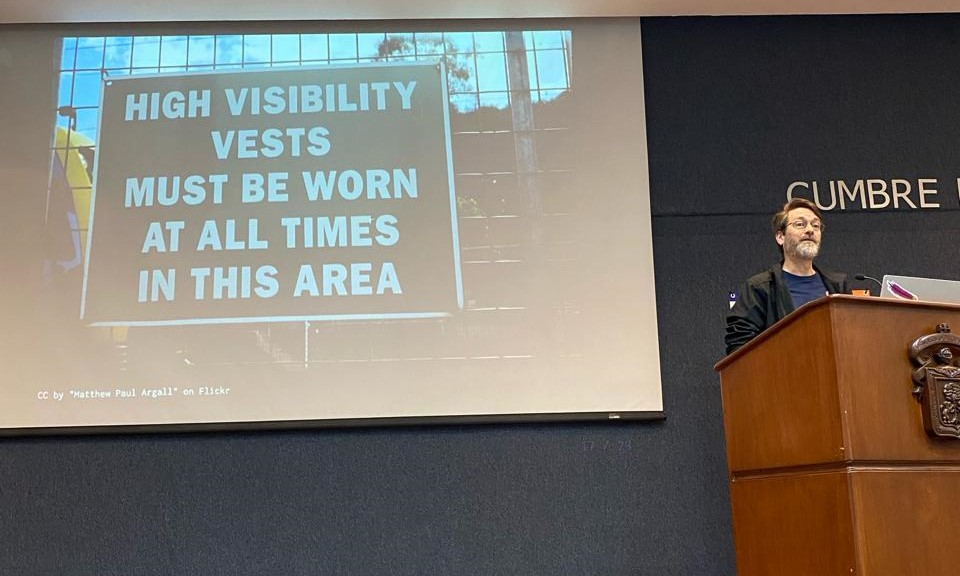 HIGH VISIBILITY
VESTS
MUST BE WORN
AT ALL TIMES
IN THIS AREA
CC by "Matthew Paul Argall" on Flickr
CUMBRE